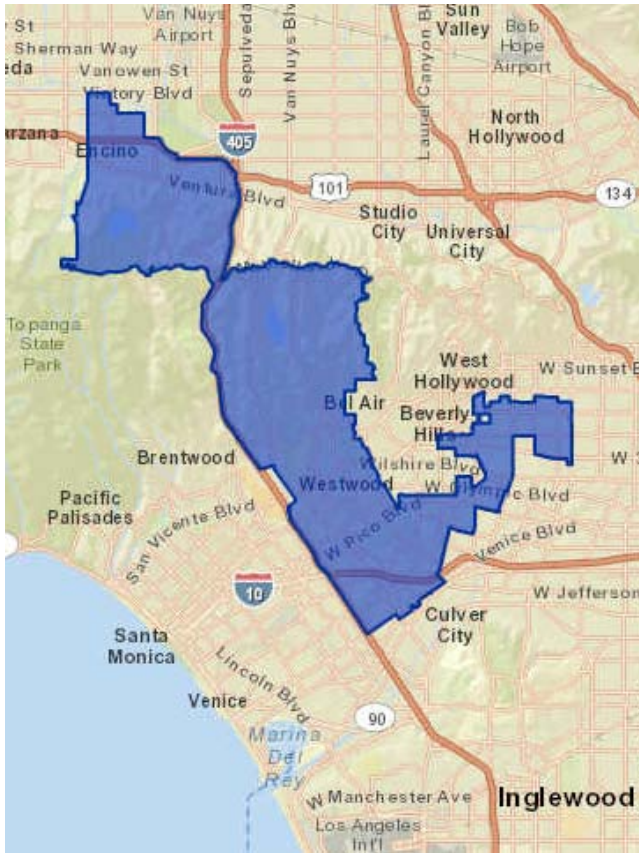 Van Nuys
Airport
Sepulveda
Van Nuys Blvd
Laurel Canyon Bl
Sun
Valley
Bob
Hope
Airport
y St
Sherman Way
eda
Vanowen St
Victory Blvd
405
North
Hollywood
arzana
Encino
Ventura Blvd
101
134
Studio
City
Universal
City
Topanga
State
Park
West
Hollywood
W Sunset B
Bel Air
Beverly
Hills
Brentwood
Wilshire Blvd
W
Westwood
W Olympic Blvd
Pacific
Palisades
San Vicente Blvd
W Pico Blvd
Venice Blvd
10
W Jefferson
Culver
City
Santa
Monica
Lincoln Blvd
Venice
90
Marina
Del
Rey
W Manchester Ave
Inglewood
Los Angeles
Int'l